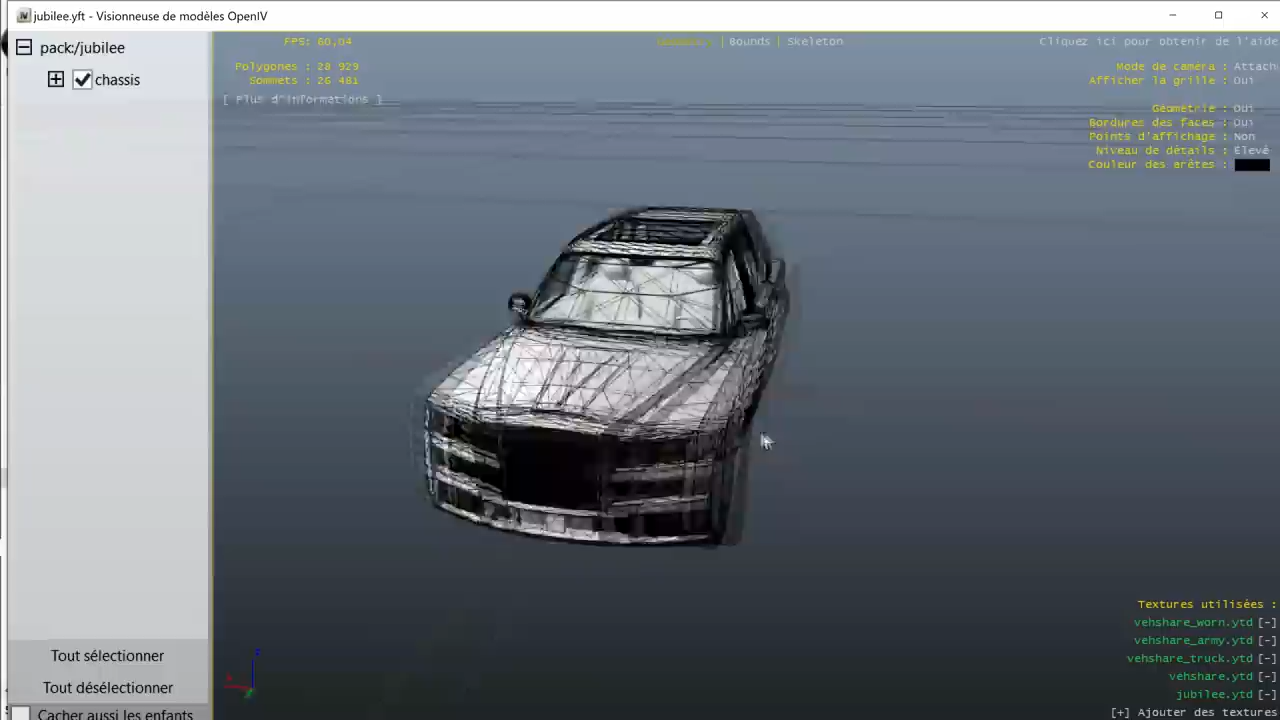 jubilee.yft - Visionneuse de modèles OpenIV
pack:/jubilee
chassis
FPS: 60,04
Polygones : 28 929
Sommets : 26 481
[ Plus d'informations ]
| Bounds | Skeleton
Cliquez ici pour obtenir de l'aide
Mode de caméra : Attach
Afficher la grille : Oui
Géométrie : Oui
Bordures des faces : Oui
Points d'affichage : Non
Niveau de détails : Élevé
Couleur des arêtes :
Textures utilisées :
vehshare_worn.ytd [-]
vehshare_army.ytd [-]
vehshare_truck.ytd [-]
vehshare.ytd [-]
jubilee.ytd [-]
[+] Ajouter des textures
Tout sélectionner
Tout désélectionner
Cacher aussi les enfants